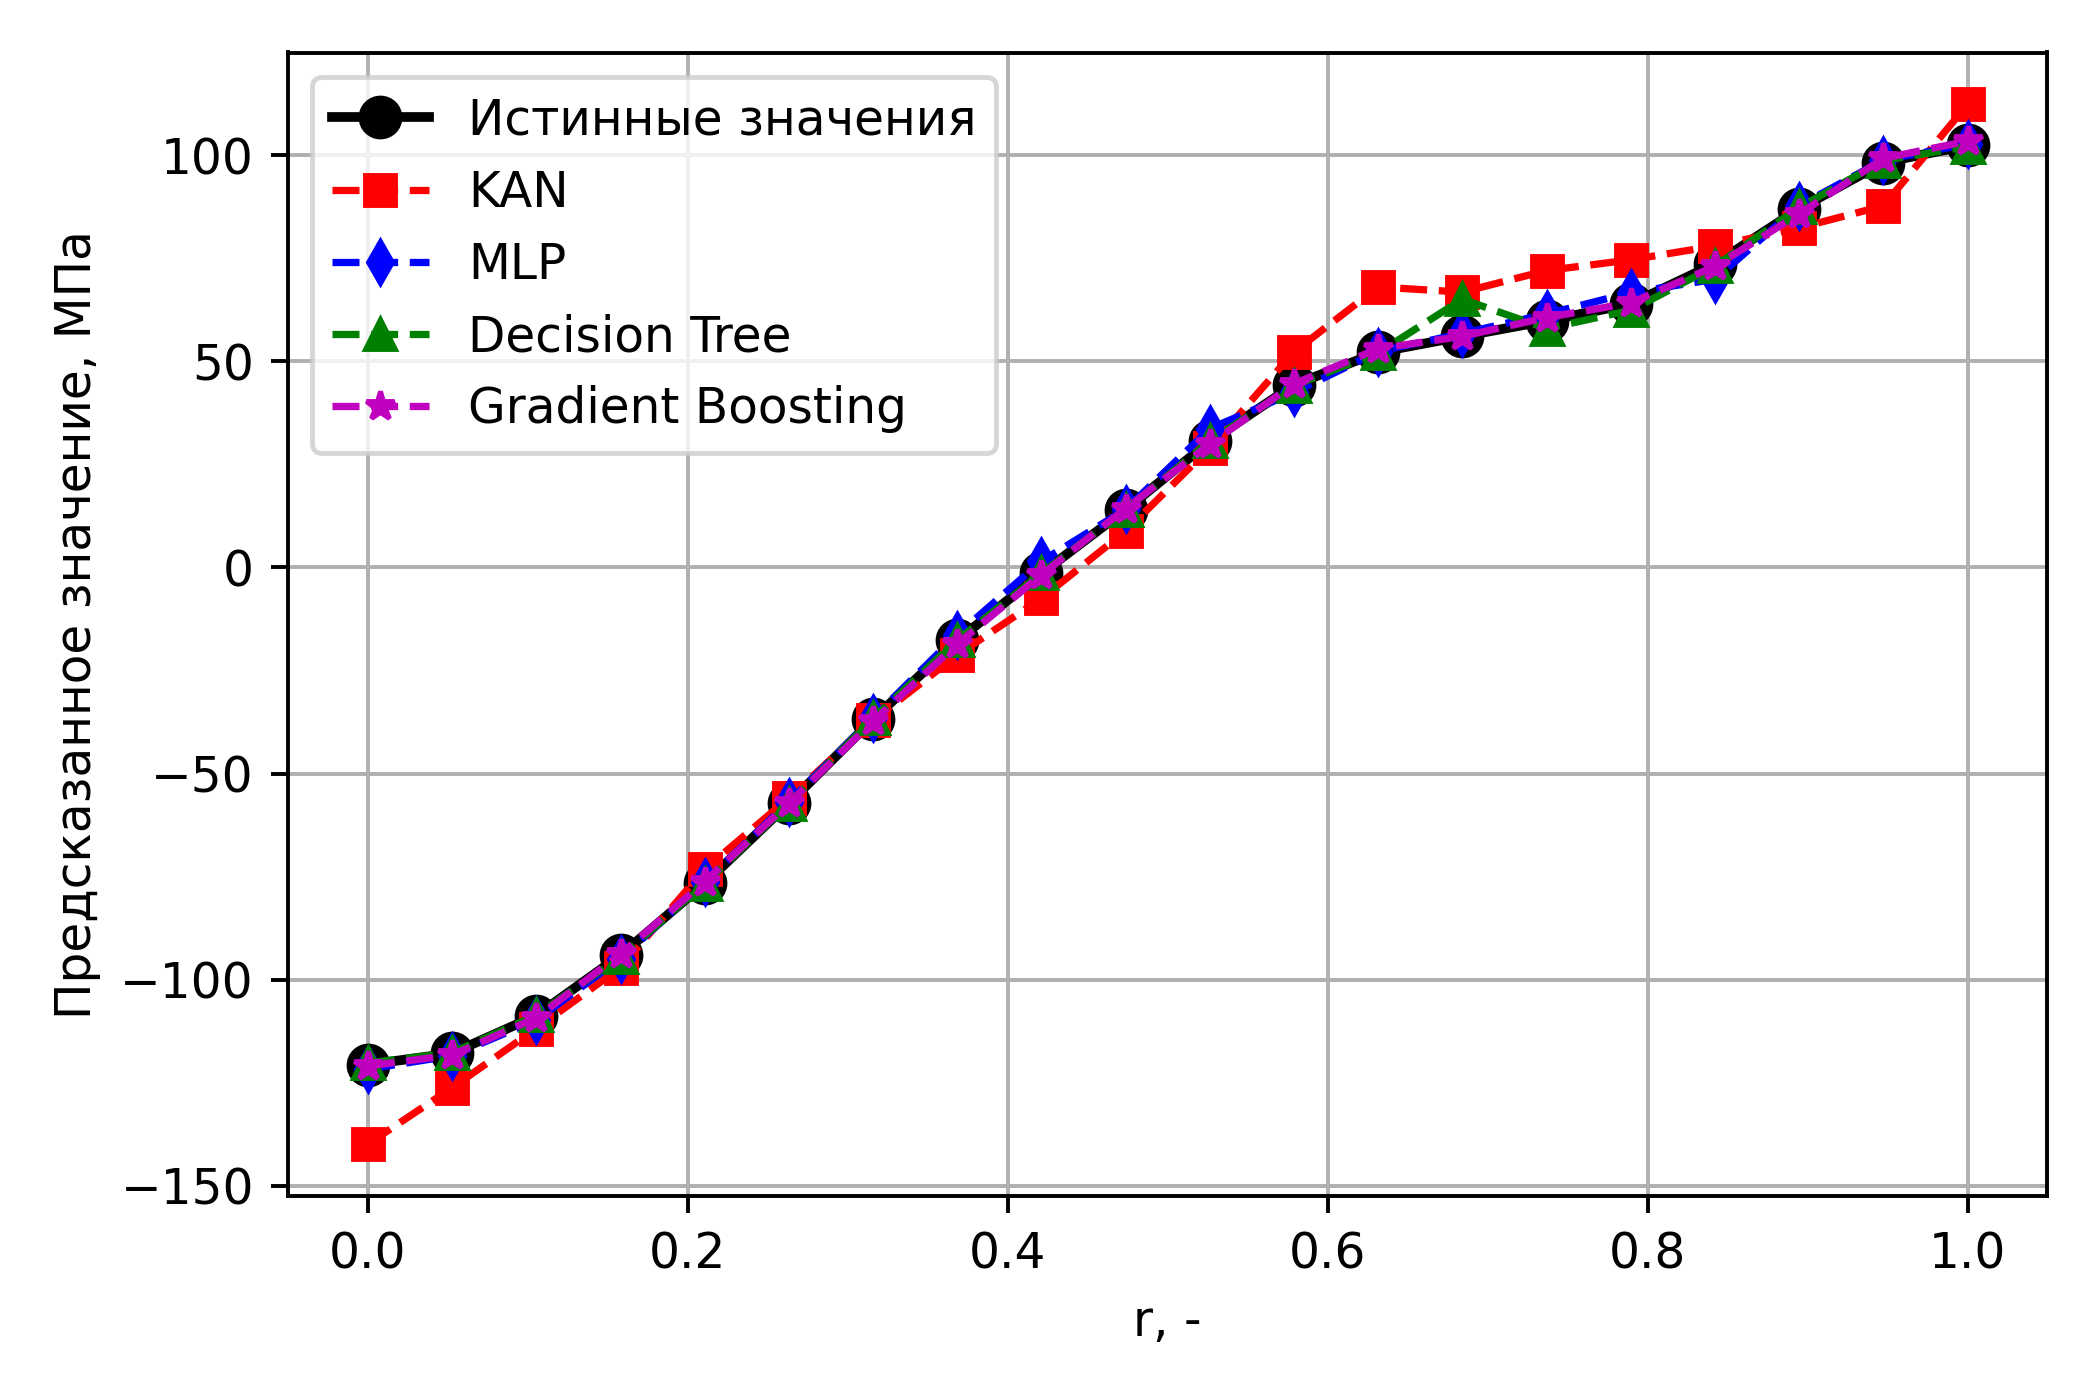 Истинные значения
KAN
MLP
Decision Tree
Gradient Boosting
Предсказанное значение, МПа
100
50
0
−50
−100
−150
0.0 0.2 0.4 0.6 0.8 1.0
r, -